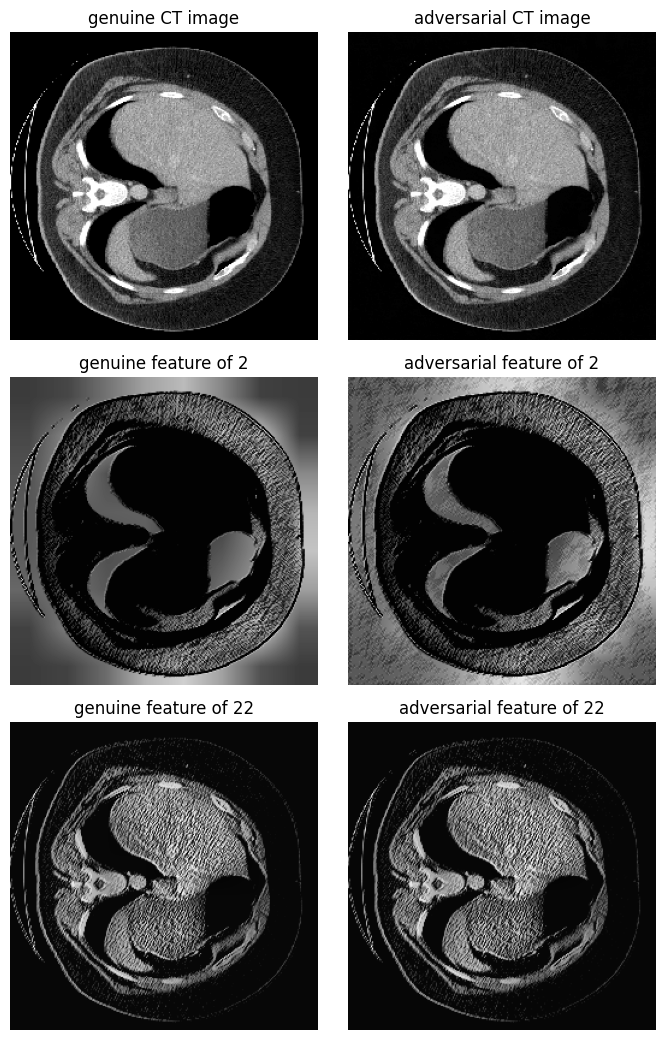 genuine CT image
adversarial CT image
genuine feature of 2
adversarial feature of 2
genuine feature of 22
adversarial feature of 22